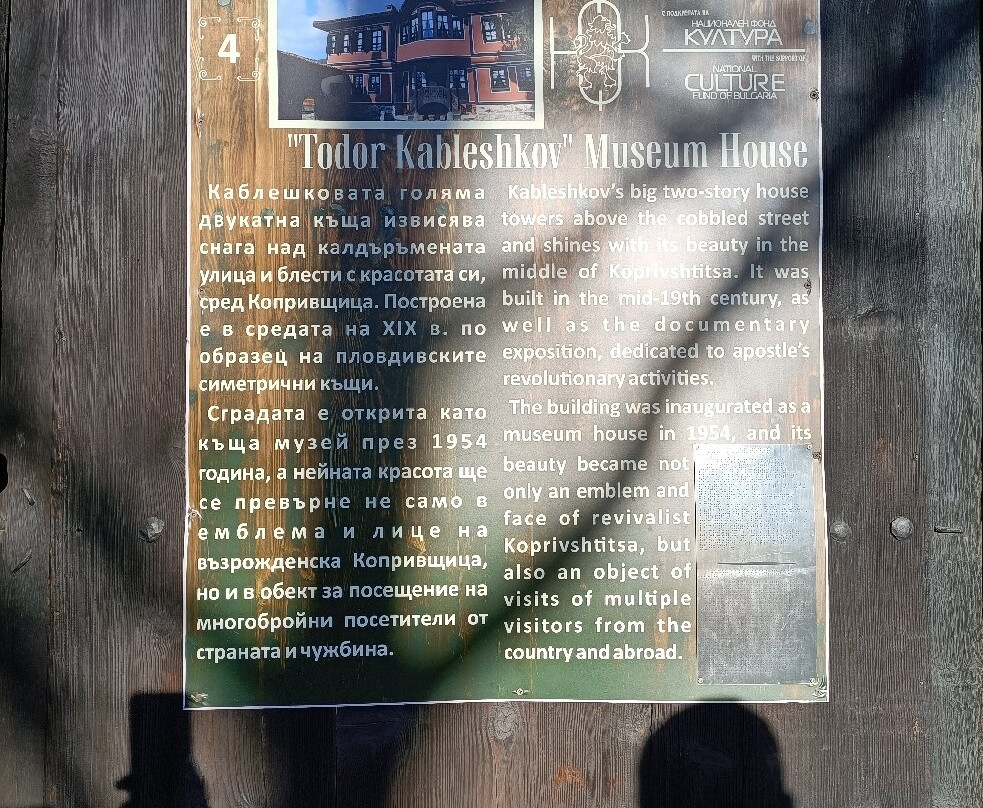 4
С ПОДКРЕПАТА НА
НАЦИОНАЛЕН ФОНД
КУЛТУРА
WITH THE SUPPORT OF
NATIONAL
CULTURE
FUND OF BULGARIA
"Todor Kableshkov" Museum House
Каблешковата голяма
двукатна къща извисява
снага над калдъръмената
улица и блести с красотата си,
сред Копривщица. Построена
е в средата на XIX в. по
образец на пловдивските
симетрични къщи.
Сградата е открита като
къща музей през 1954
година, а нейната красота ще
се превърне не само в
емблема и лице на
възрожденска Копривщица,
но и в обект за посещение на
многобройни посетители от
страната и чужбина.
Kableshkov's big two-story house
towers above the cobbled street
and shines with its beauty in the
middle of Koprivshtitsa. It was
built in the mid-19th century, as
well as the documentary
exposition, dedicated to apostle's
revolutionary activities.
The building was inaugurated as a
museum house in 1954, and its
beauty became not
only an emblem and
face of revivalist
Koprivshtitsa, but
also an object of
visits of multiple
visitors from the
country and abroad.